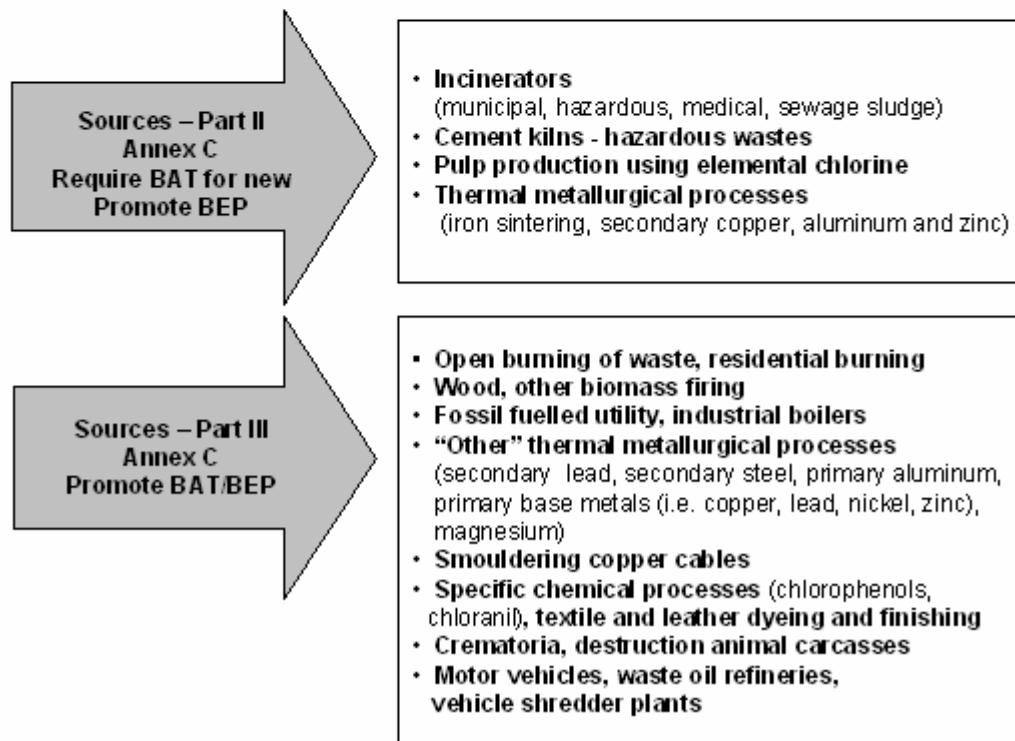 Sources – Part II
Annex C
Require BAT for new
Promote BEP
• Incinerators
(municipal, hazardous, medical, sewage sludge)
• Cement kilns - hazardous wastes
• Pulp production using elemental chlorine
• Thermal metallurgical processes
(iron sintering, secondary copper, aluminum and zinc)
Sources – Part III
Annex C
Promote BAT/BEP
• Open burning of waste, residential burning
• Wood, other biomass firing
• Fossil fuelled utility, industrial boilers
• “Other” thermal metallurgical processes
(secondary lead, secondary steel, primary aluminum,
primary base metals (i.e. copper, lead, nickel, zinc),
magnesium)
• Smouldering copper cables
• Specific chemical processes (chlorophenols,
chloranil), textile and leather dyeing and finishing
• Crematoria, destruction animal carcasses
• Motor vehicles, waste oil refineries,
vehicle shredder plants